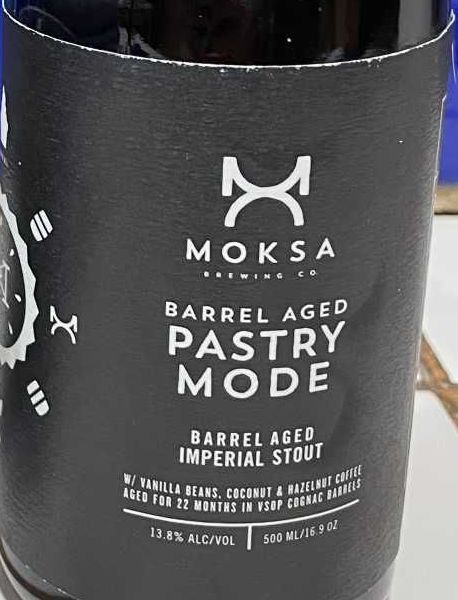 MOKSA
BREWING CO.
BARREL AGED
PASTRY
MODE
BARREL AGED
IMPERIAL STOUT
W/ VANILLA BEANS, COCONUT & HAZELNUT COFFEE
AGED FOR 22 MONTHS IN VSOP COGNAC BARRELS
13.8% ALC/VOL | 500 ML/16.9 OZ